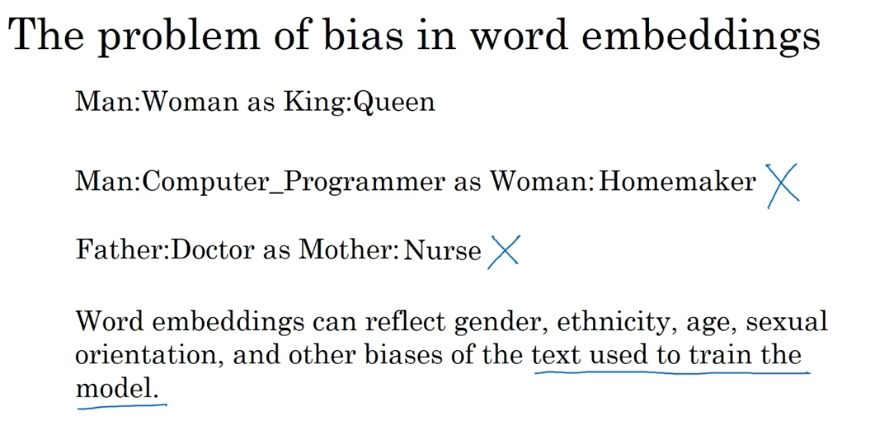 The problem of bias in word embeddings
Man:Woman as King:Queen
Man:Computer_Programmer as Woman:Homemaker
Father:Doctor as Mother:Nurse
Word embeddings can reflect gender, ethnicity, age, sexual
orientation, and other biases of the text used to train the
model.